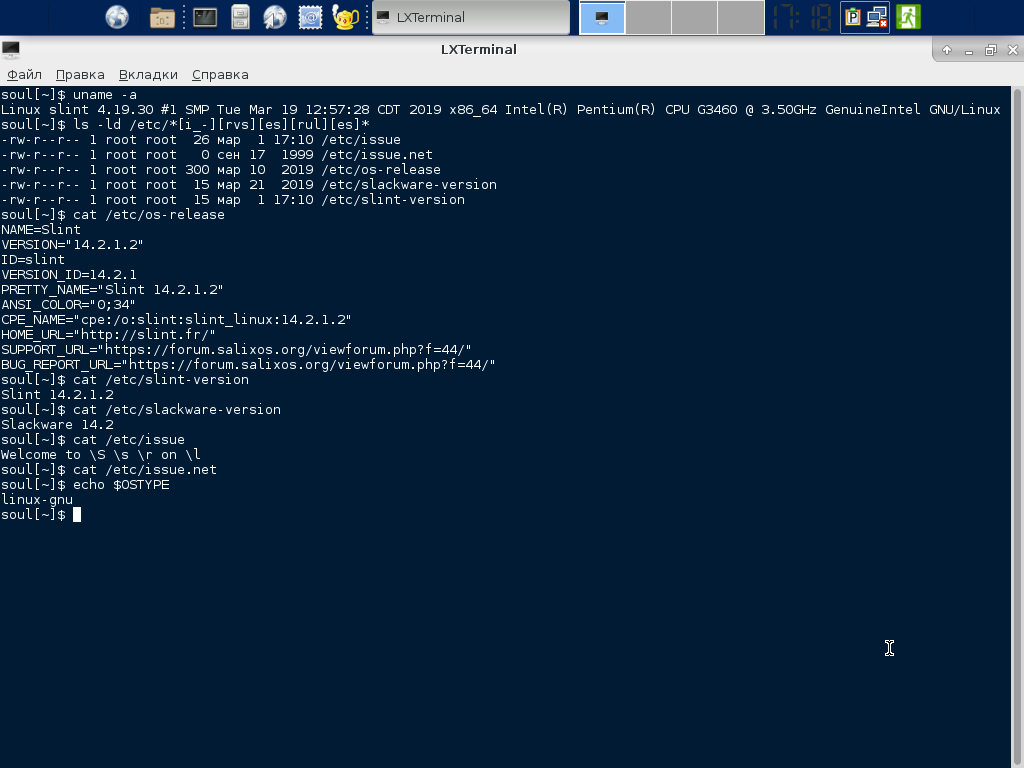 LXTerminal
17:18
LXTerminal
Файл Правка Вкладки Справка
soul[~]$ uname -a
Linux slint 4.19.30 #1 SMP Tue Mar 19 12:57:28 CDT 2019 x86_64 Intel(R) Pentium(R) CPU G3460 @ 3.50GHz GenuineIntel GNU/Linux
soul[~]$ ls -ld /etc/*[i_-][rvs][es][rul][es]*
-rw-r--r-- 1 root root  26 мар  1 17:10 /etc/issue
-rw-r--r-- 1 root root   0 сен 17  1999 /etc/issue.net
-rw-r--r-- 1 root root 300 мар 10  2019 /etc/os-release
-rw-r--r-- 1 root root  15 мар 21  2019 /etc/slackware-version
-rw-r--r-- 1 root root  15 мар  1 17:10 /etc/slint-version
soul[~]$ cat /etc/os-release
NAME=Slint
VERSION="14.2.1.2"
ID=slint
VERSION_ID=14.2.1
PRETTY_NAME="Slint 14.2.1.2"
ANSI_COLOR="0;34"
CPE_NAME="cpe:/o:slint:slint_linux:14.2.1.2"
HOME_URL="http://slint.fr/"
SUPPORT_URL="https://forum.salixos.org/viewforum.php?f=44/"
BUG_REPORT_URL="https://forum.salixos.org/viewforum.php?f=44/"
soul[~]$ cat /etc/slint-version
Slint 14.2.1.2
soul[~]$ cat /etc/slackware-version
Slackware 14.2
soul[~]$ cat /etc/issue
Welcome to \S \s \r on \l
soul[~]$ cat /etc/issue.net
soul[~]$ echo $OSTYPE
linux-gnu
soul[~]$